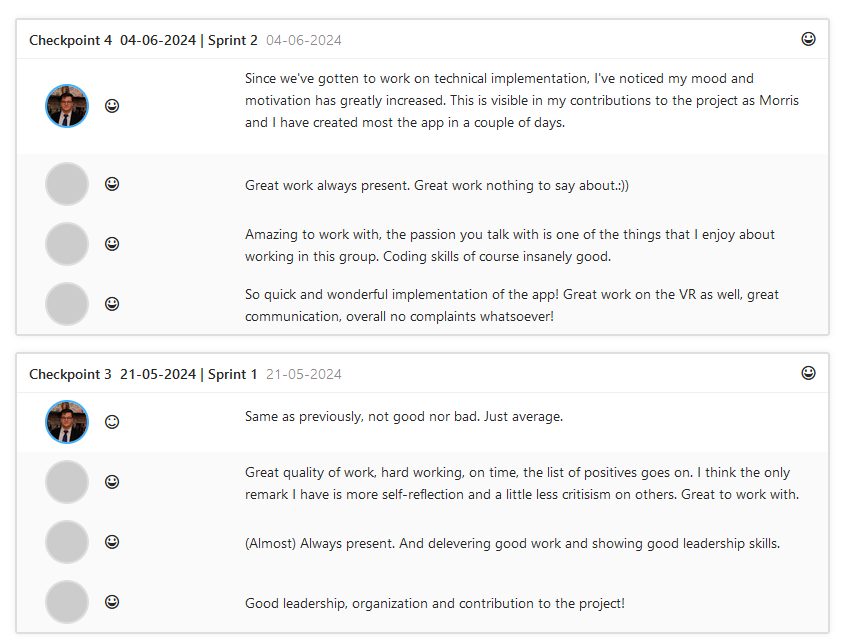 Checkpoint 4 04-06-2024 | Sprint 2 04-06-2024
Since we've gotten to work on technical implementation, I've noticed my mood and
motivation has greatly increased. This is visible in my contributions to the project as Morris
and I have created most the app in a couple of days.
Great work always present. Great work nothing to say about.:))
Amazing to work with, the passion you talk with is one of the things that I enjoy about
working in this group. Coding skills of course insanely good.
So quick and wonderful implementation of the app! Great work on the VR as well, great
communication, overall no complaints whatsoever!
Checkpoint 3 21-05-2024 | Sprint 1 21-05-2024
Same as previously, not good nor bad. Just average.
Great quality of work, hard working, on time, the list of positives goes on. I think the only
remark I have is more self-reflection and a little less critisism on others. Great to work with.
(Almost) Always present. And delevering good work and showing good leadership skills.
Good leadership, organization and contribution to the project!